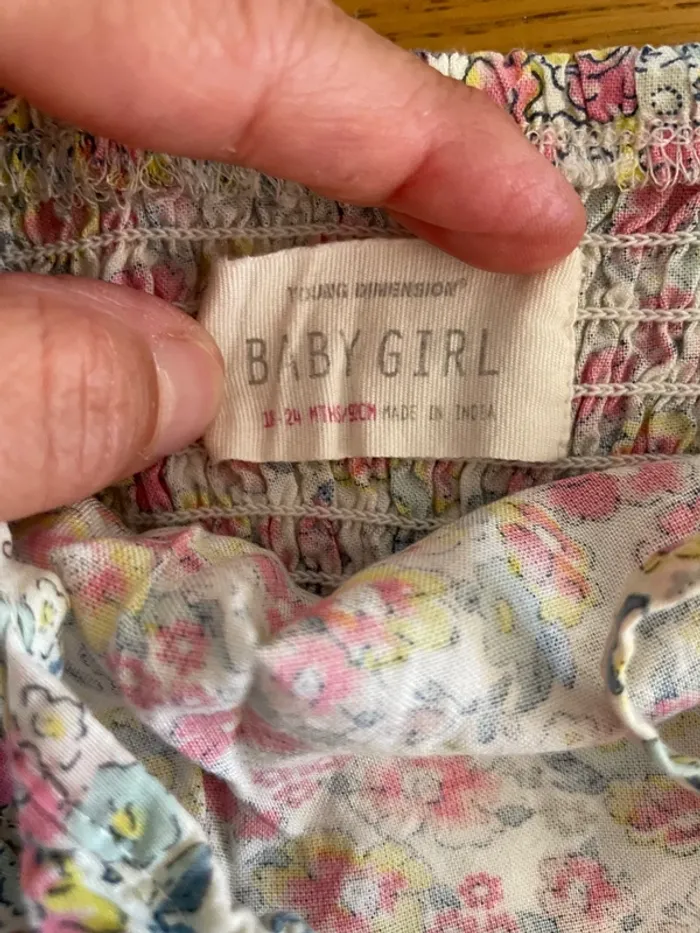 YOUNG DIMENSION®
BABY GIRL
18-24 MTHS/92CM MADE IN INDIA